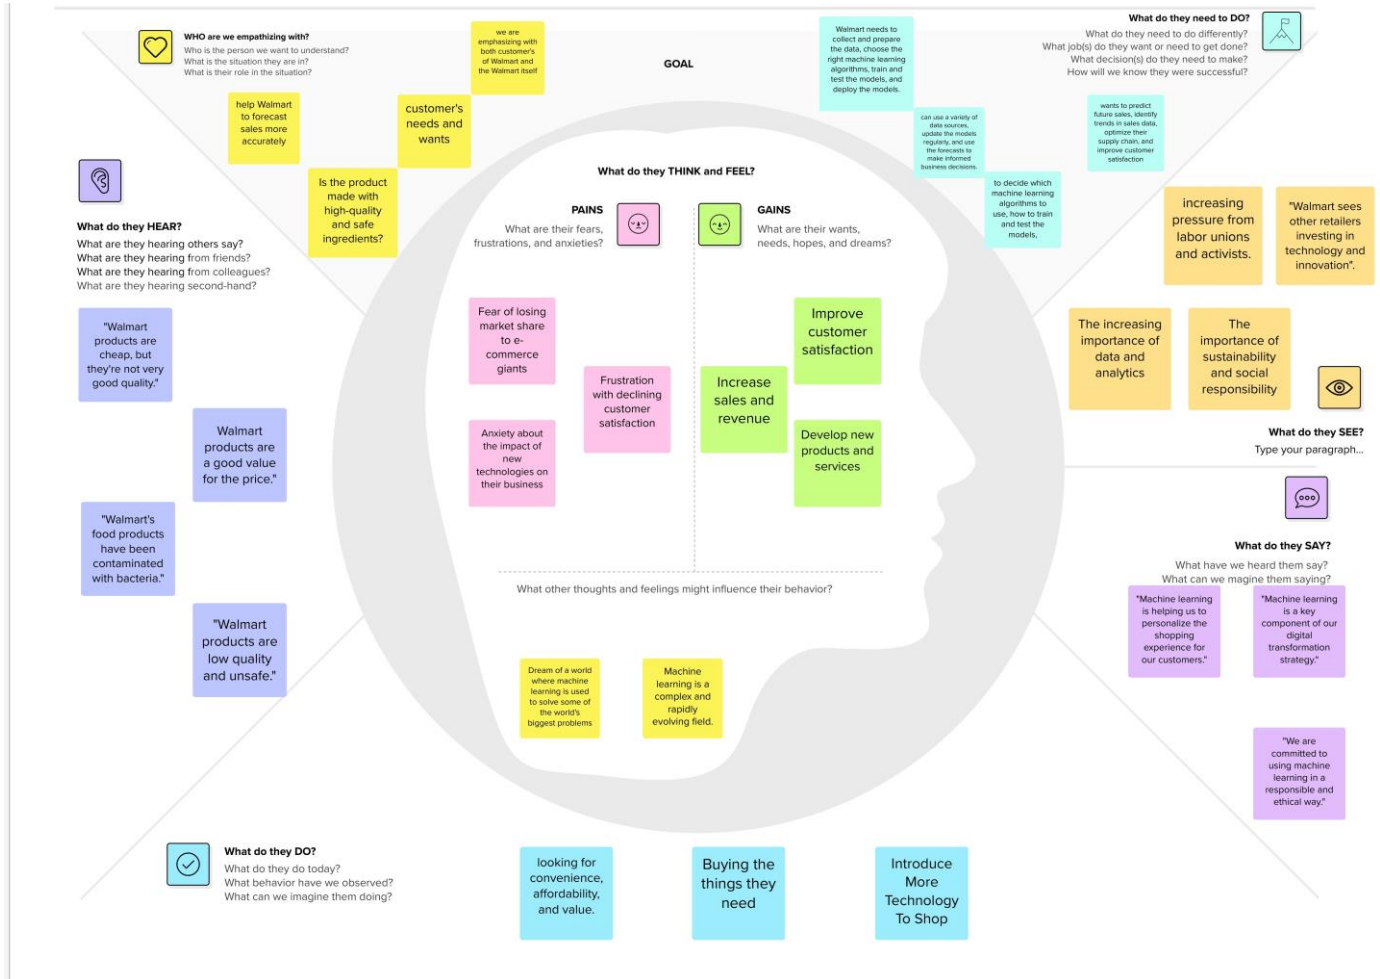 WHO are we empathizing with?
Who is the person we want to understand?
What is the situation they are in?
What is their role in the situation?
we are
emphasizing with
both customer's
of Walmart and
the Walmart itself
help Walmart
to forecast
sales more
accurately
customer's
needs and
wants
Is the product
made with
high-quality
and safe
ingredients?
GOAL
What do they need to DO?
What do they need to do differently?
What job(s) do they want or need to get done?
What decision(s) do they need to make?
How will we know they were successful?
Walmart needs to
collect and prepare
the data, choose the
right machine learning
algorithms, train and
test the models, and
deploy the models.
can use a variety of
data sources,
update the models
regularly, and use
the forecasts to
make informed
business decisions.
wants to predict
future sales, identify
trends in sales data,
optimize their
supply chain, and
improve customer
satisfaction
to decide which
machine learning
algorithms to
use, how to train
and test the
models,
What do they HEAR?
What are they hearing others say?
What are they hearing from friends?
What are they hearing from colleagues?
What are they hearing second-hand?
"Walmart
products are
cheap, but
they're not very
good quality."
Walmart
products are
a good value
for the price."
"Walmart's
food products
have been
contaminated
with bacteria."
"Walmart
products are
low quality
and unsafe."
What do they THINK and FEEL?
PAINS
What are their fears,
frustrations, and anxieties?
GAINS
What are their wants,
needs, hopes, and dreams?
Fear of losing
market share
to e-
commerce
giants
Frustration
with declining
customer
satisfaction
Anxiety about
the impact of
new
technologies on
their business
Improve
customer
satisfaction
Increase
sales and
revenue
Develop new
products and
services
What other thoughts and feelings might influence their behavior?
Dream of a world
where machine
learning is used
to solve some of
the world's
biggest problems
Machine
learning is a
complex and
rapidly
evolving field.
increasing
pressure from
labor unions
and activists.
"Walmart sees
other retailers
investing in
technology and
innovation".
The increasing
importance of
data and
analytics
The
importance of
sustainability
and social
responsibility
What do they SEE?
Type your paragraph...
What do they SAY?
What have we heard them say?
What can we magine them saying?
"Machine learning
is helping us to
personalize the
shopping
experience for
our customers."
"Machine learning
is a key
component of our
digital
transformation
strategy."
"We are
committed to
using machine
learning in a
responsible and
ethical way."
What do they DO?
What do they do today?
What behavior have we observed?
What can we imagine them doing?
looking for
convenience,
affordability,
and value.
Buying the
things they
need
Introduce
More
Technology
To Shop